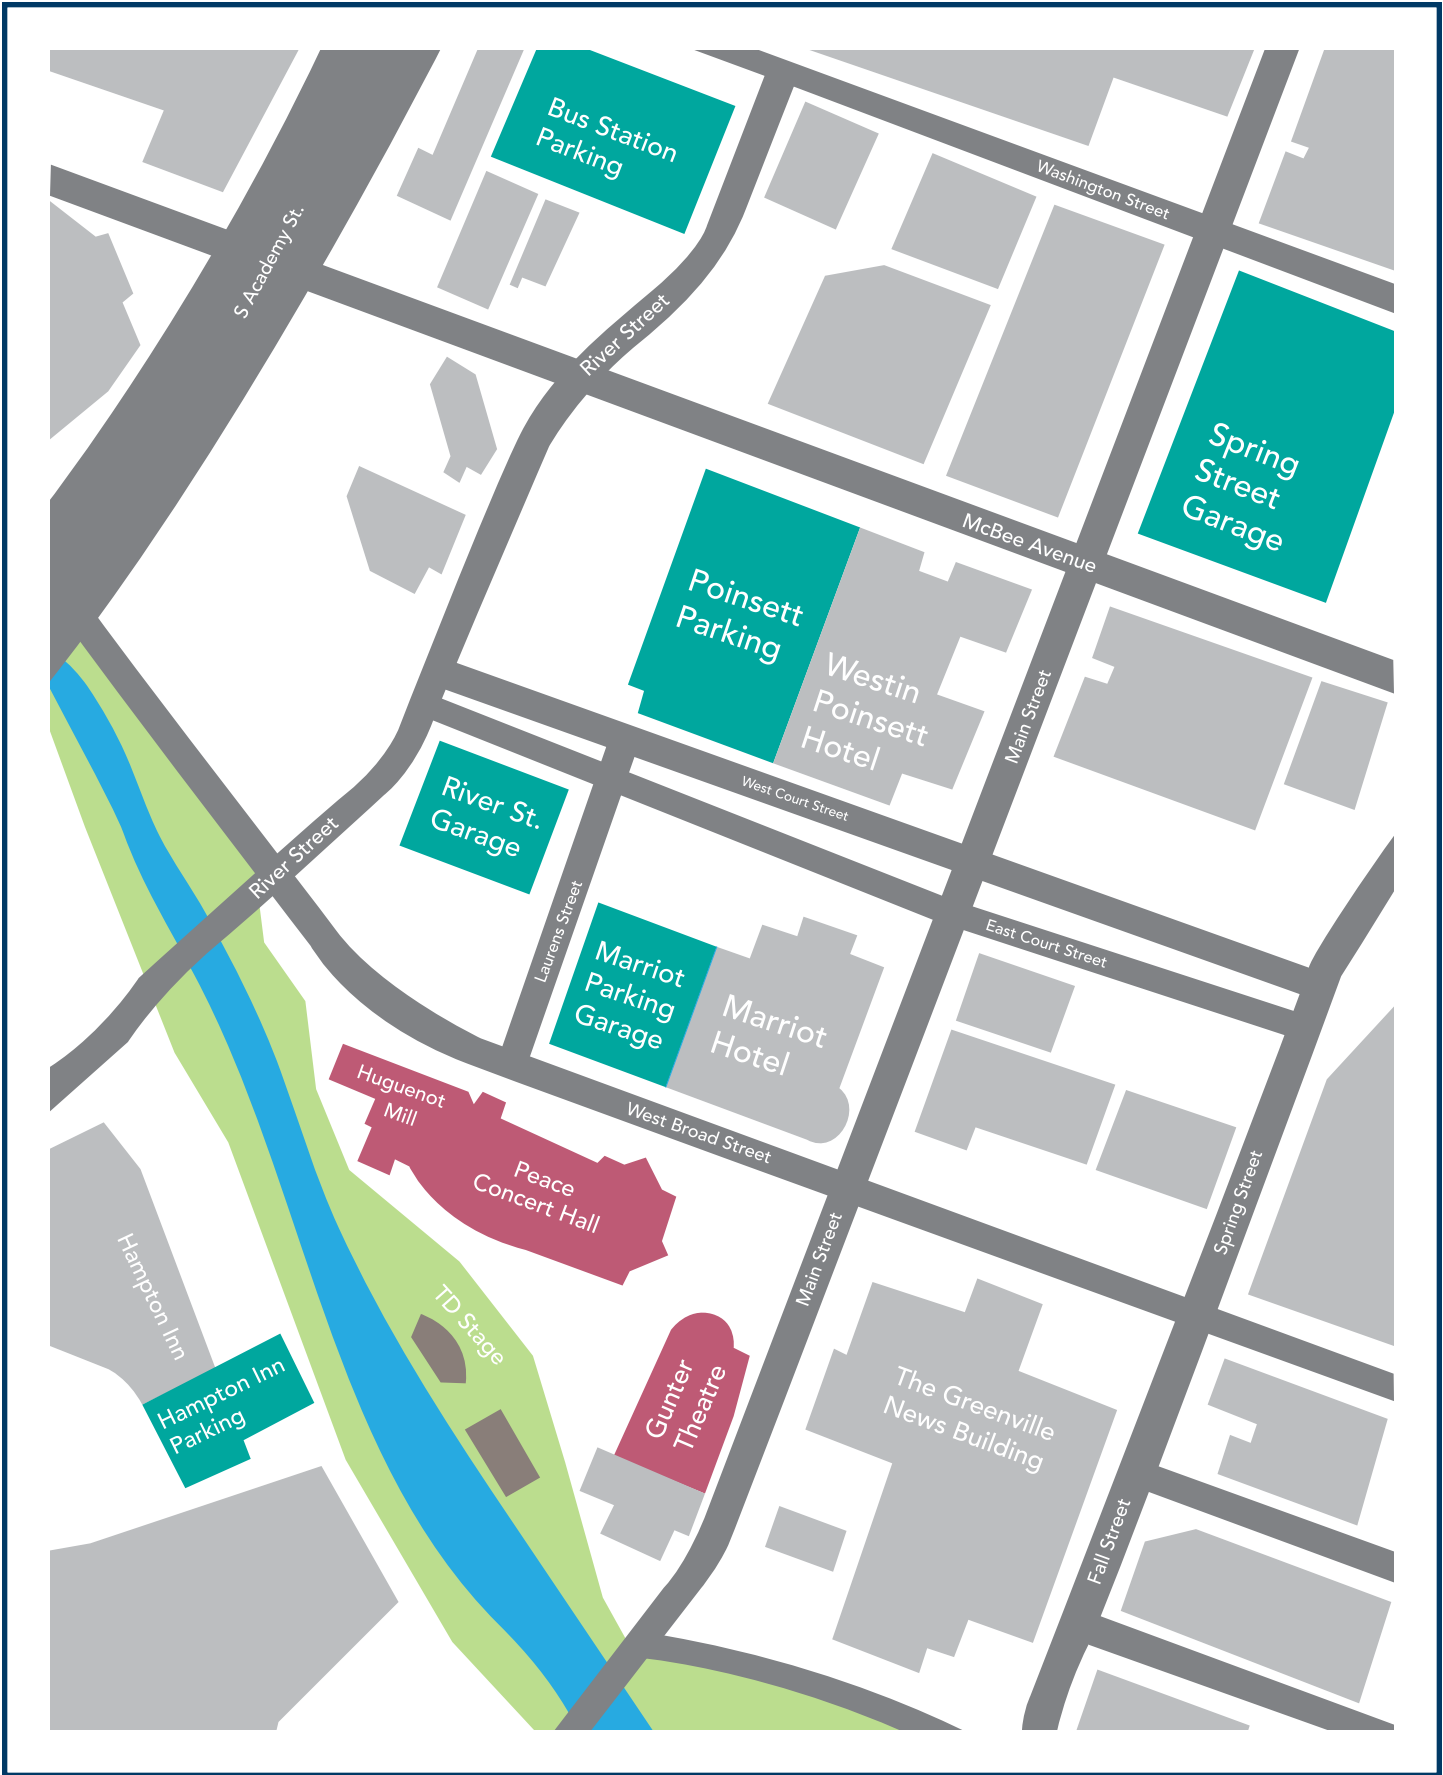 Bus Station
Parking
Washington Street
S Academy St.
River Street
Spring
Street
Garage
McBee Avenue
Poinsett
Parking
Westin
Poinsett
Hotel
Main Street
West Court Street
River St.
Garage
River Street
Laurens Street
East Court Street
Marriot
Parking
Garage
Marriot
Hotel
Huguenot
Mill
West Broad Street
Peace
Concert Hall
Spring Street
Main Street
Hampton Inn
TD Stage
Hampton Inn
Parking
Gunter
Theatre
The Greenville
News Building
Fall Street